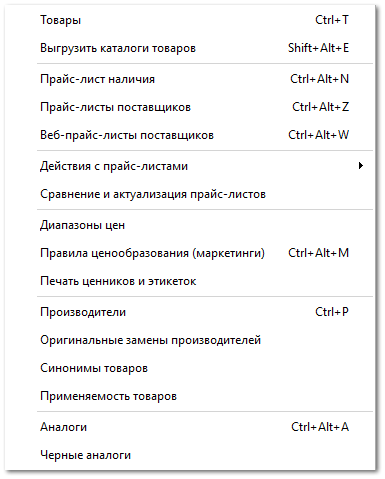 Товары Ctrl+T
Выгрузить каталоги товаров Shift+Alt+E
Прайс-лист наличия Ctrl+Alt+N
Прайс-листы поставщиков Ctrl+Alt+Z
Веб-прайс-листы поставщиков Ctrl+Alt+W
Действия с прайс-листами
Сравнение и актуализация прайс-листов
Диапазоны цен
Правила ценообразования (маркетинги) Ctrl+Alt+M
Печать ценников и этикеток
Производители Ctrl+P
Оригинальные замены производителей
Синонимы товаров
Применяемость товаров
Аналоги Ctrl+Alt+A
Черные аналоги